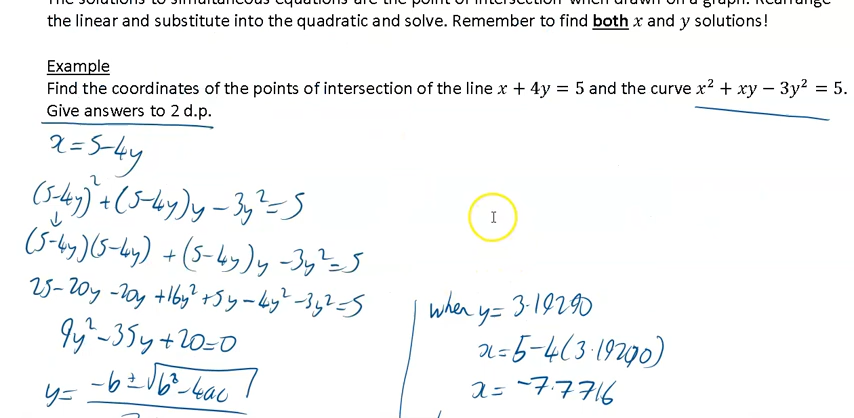 the linear and substitute into the quadratic and solve. Remember to find both x and y solutions!
Example
Find the coordinates of the points of intersection of the line x + 4y = 5 and the curve x² + xy − 3y² = 5.
Give answers to 2 d.p.
x = 5-4y
(5-4y)² + (5-4y)y - 3y² = 5
(5-4y)(5-4y) + (5-4y)y - 3y² = 5
25 - 20y - 20y + 16y² + 5y - 4y² - 3y² = 5
9y² - 35y + 20 = 0
y = -b ± √b² - 4ac
when y = 3.19290
x = 5 - 4(3.19290)
x = -7.7716